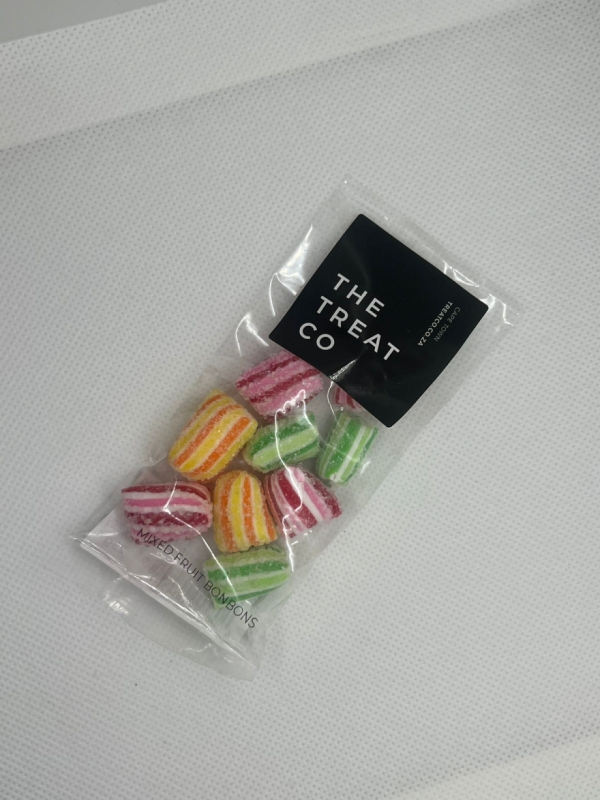 THE
TREAT
CO
CAPE TOWN
TREATCO.CO.ZA
MIXED FRUIT BONBONS